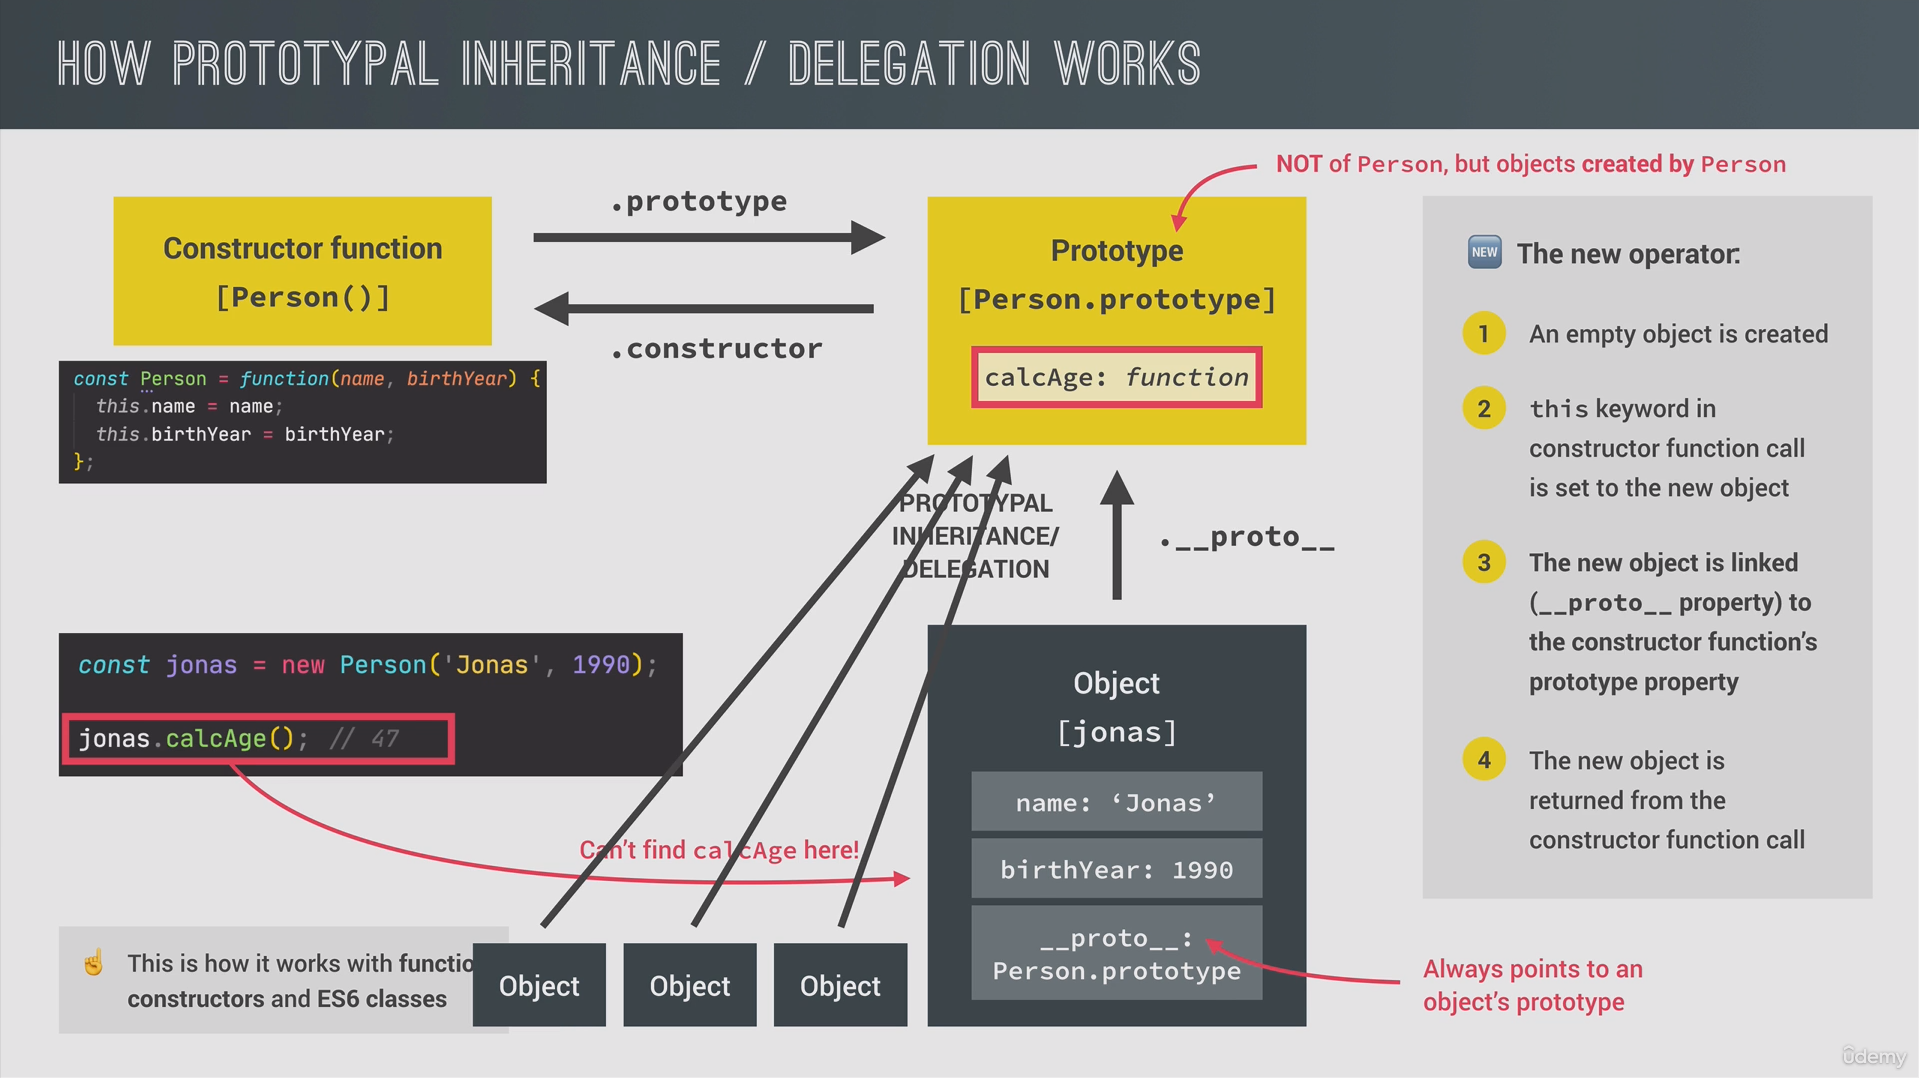 HOW PROTOTYPAL INHERITANCE / DELEGATION WORKS
NOT of Person, but objects created by Person
Constructor function
[Person()]
.prototype
.constructor
Prototype
[Person.prototype]
calcAge: function
const Person = function(name, birthYear) {
this.name = name;
this.birthYear = birthYear;
};
PROTOTYPAL
INHERITANCE/
DELEGATION
.__proto__
const jonas = new Person('Jonas', 1990);
jonas.calcAge(); // 47
Can't find calcAge here!
Object
[jonas]
name: ‘Jonas’
birthYear: 1990
__proto__:
Person.prototype
Always points to an
object’s prototype
☝ This is how it works with functio
constructors and ES6 classes
Object
Object
Object
NEW The new operator:
1 An empty object is created
2 this keyword in
constructor function call
is set to the new object
3 The new object is linked
(__proto__ property) to
the constructor function’s
prototype property
4 The new object is
returned from the
constructor function call
ûdemy